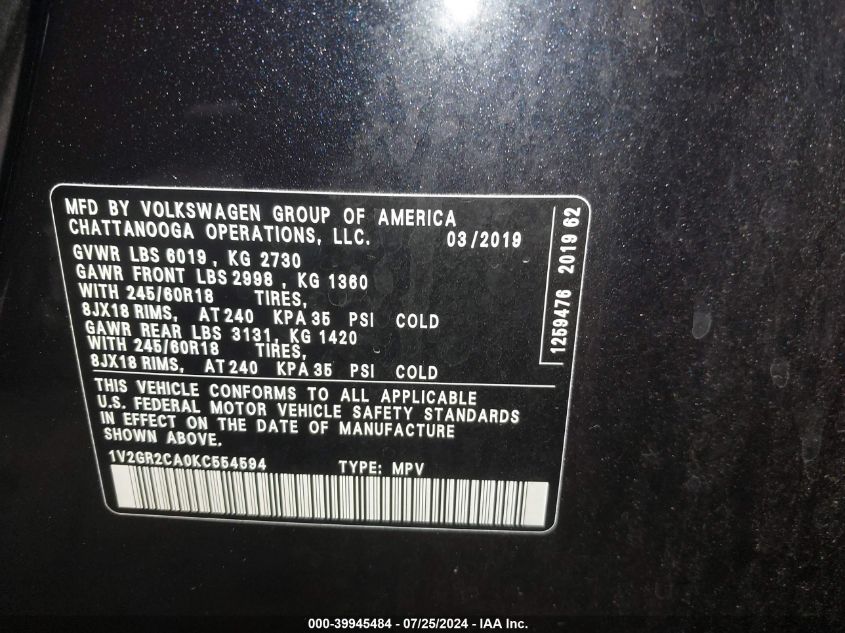 MFD BY VOLKSWAGEN GROUP OF AMERICA
CHATTANOOGA OPERATIONS, LLC. 03/2019
GVWR LBS 6019, KG 2730
GAWR FRONT LBS 2998, KG 1360
WITH 245/60R18 TIRES,
8JX18 RIMS, AT 240 KPA 35 PSI COLD
GAWR REAR LBS 3131, KG 1420
WITH 245/60R18 TIRES,
8JX18 RIMS, AT 240 KPA 35 PSI COLD
THIS VEHICLE CONFORMS TO ALL APPLICABLE
U.S. FEDERAL MOTOR VEHICLE SAFETY STANDARDS
IN EFFECT ON THE DATE OF MANUFACTURE
SHOWN ABOVE.
1V2GR2CA0KC554594 TYPE: MPV
1259476 2019 62
000-39945484 - 07/25/2024 - IAA Inc.